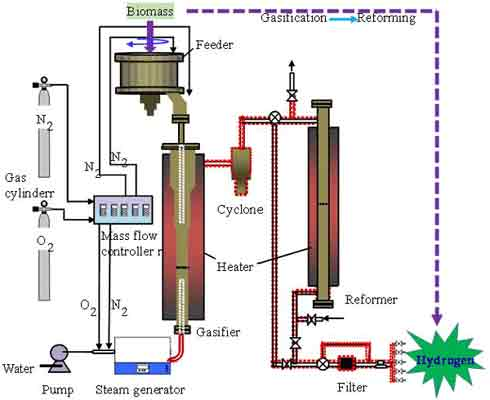 Biomass
Gasification
Reforming
Feeder
N2
Gas
cylinderr
N2
N2
Cyclone
O2
Mass flow
controller r
Heater
O2
N2
Reformer
Gasifier
Water
Hydrogen
Pump
Steam generator
Filter